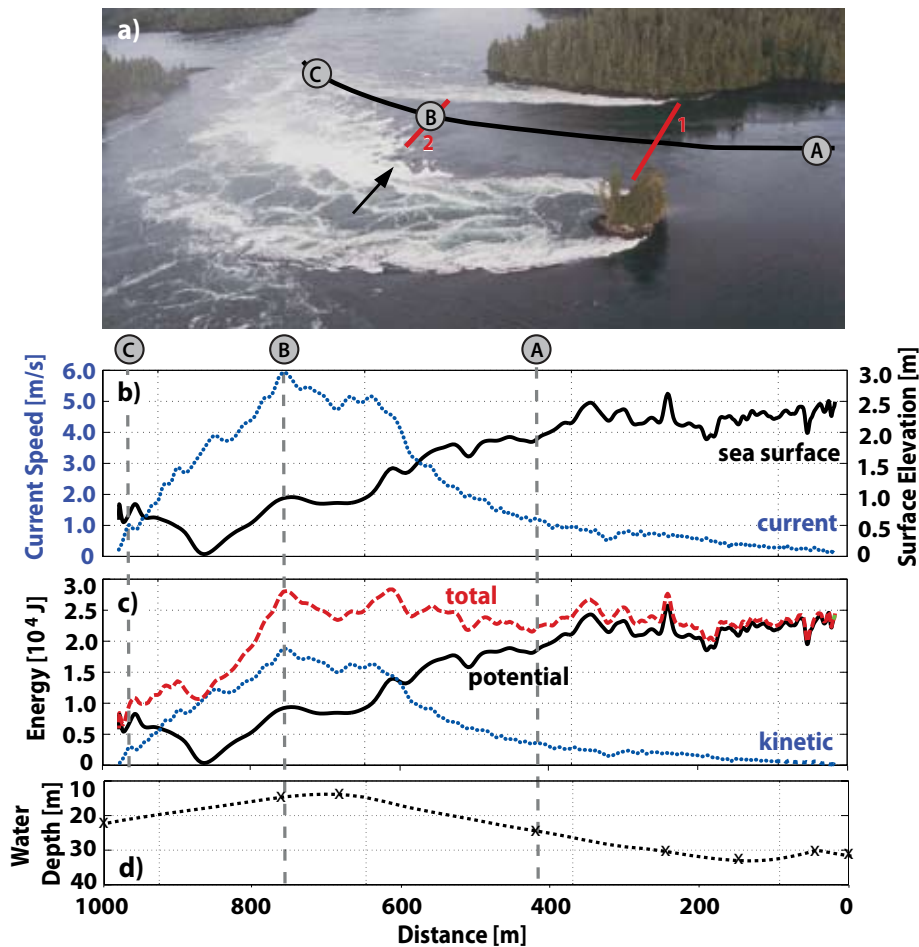 a)
C
B
2
1
A
C B A
b)
Current Speed [m/s]
6.0
5.0
4.0
3.0
2.0
1.0
0
3.0
2.5
2.0
1.5
1.0
0.5
0
Surface Elevation [m]
sea surface
current
c)
Energy [10⁴ J]
3.0
2.5
2.0
1.5
1.0
0.5
0
total
potential
kinetic
d)
Water
Depth [m]
10
20
30
40
1000 800 600 400 200 0
Distance [m]